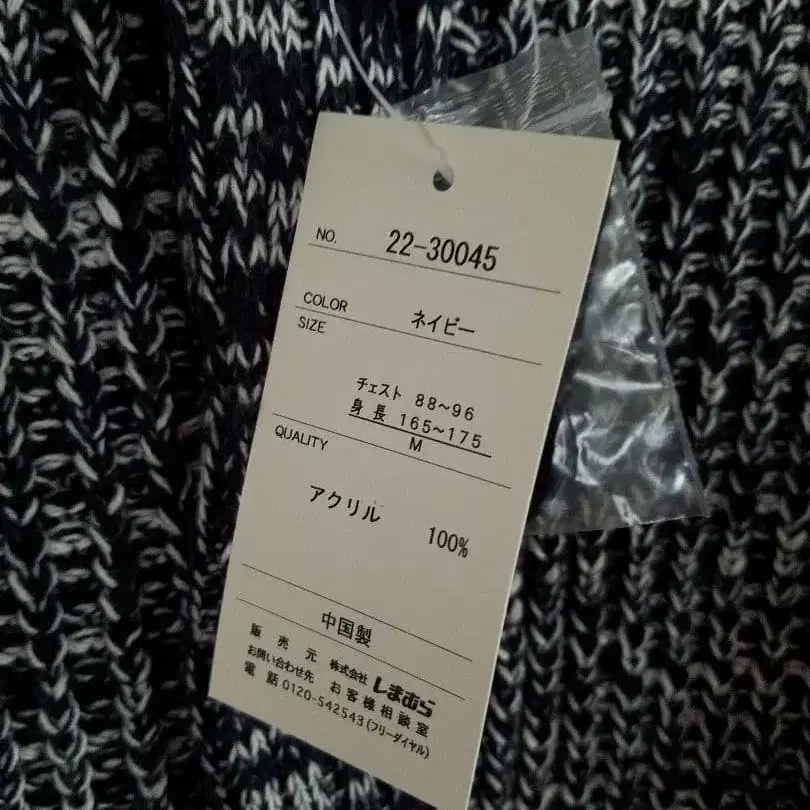 NO. 22-30045
COLOR ネイビー
SIZE
チェスト 88~96
身長 165~175
M
QUALITY
アクリル 100%
中国製
販売元 株式会社しまむら
お問い合わせ先 お客様相談室
電話 0120-542543(フリーダイヤル)